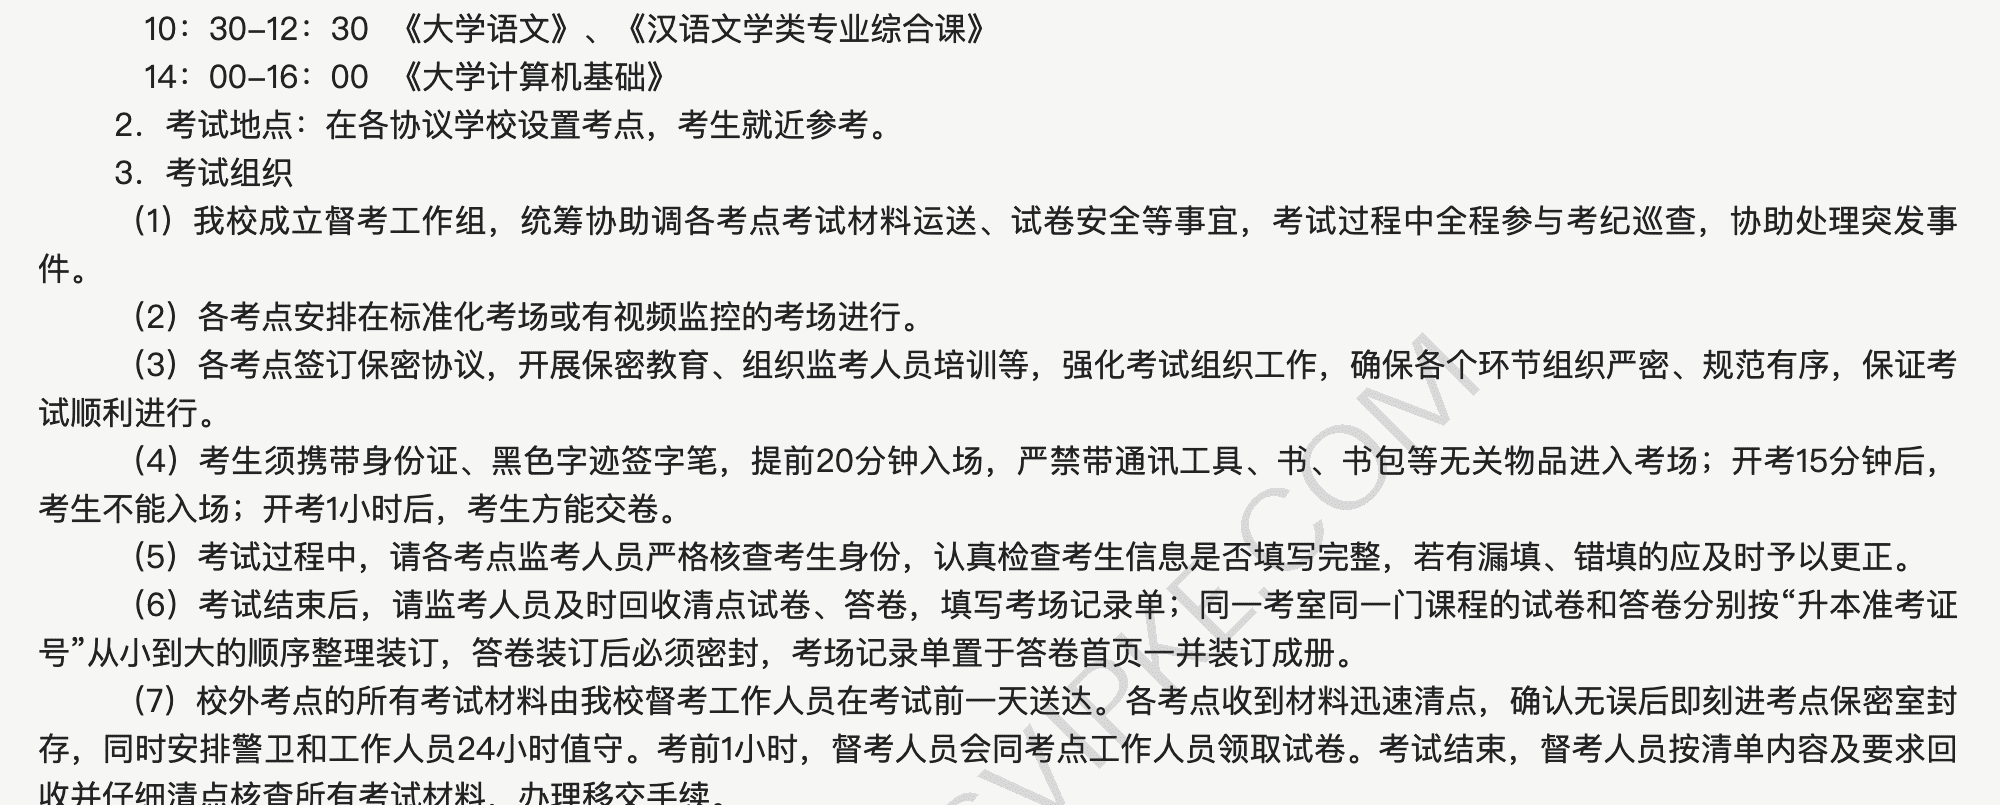 10：30–12：30 《大学语文》、《汉语文学类专业综合课》
14：00–16：00 《大学计算机基础》
2．考试地点：在各协议学校设置考点，考生就近参考。
3．考试组织
（1）我校成立督考工作组，统筹协助调各考点考试材料运送、试卷安全等事宜，考试过程中全程参与考纪巡查，协助处理突发事
件。
（2）各考点安排在标准化考场或有视频监控的考场进行。
（3）各考点签订保密协议，开展保密教育、组织监考人员培训等，强化考试组织工作，确保各个环节组织严密、规范有序，保证考
试顺利进行。
（4）考生须携带身份证、黑色字迹签字笔，提前20分钟入场，严禁带通讯工具、书、书包等无关物品进入考场；开考15分钟后，
考生不能入场；开考1小时后，考生方能交卷。
（5）考试过程中，请各考点监考人员严格核查考生身份，认真检查考生信息是否填写完整，若有漏填、错填的应及时予以更正。
（6）考试结束后，请监考人员及时回收清点试卷、答卷，填写考场记录单；同一考室同一门课程的试卷和答卷分别按“升本准考证
号”从小到大的顺序整理装订，答卷装订后必须密封，考场记录单置于答卷首页一并装订成册。
（7）校外考点的所有考试材料由我校督考工作人员在考试前一天送达。各考点收到材料迅速清点，确认无误后即刻进考点保密室封
存，同时安排警卫和工作人员24小时值守。考前1小时，督考人员会同考点工作人员领取试卷。考试结束，督考人员按清单内容及要求回
收并仔细清点核查所有考试材料，办理移交手续。
SVIPKE.COM